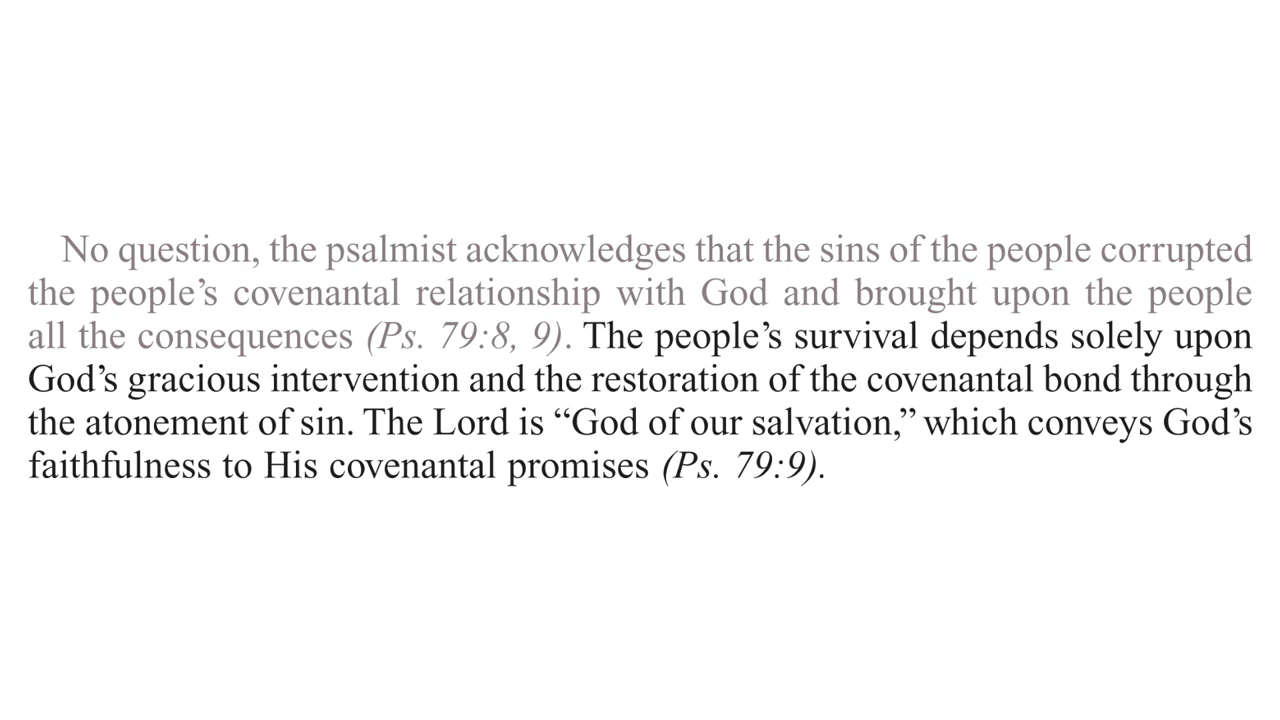 No question, the psalmist acknowledges that the sins of the people corrupted
the people’s covenantal relationship with God and brought upon the people
all the consequences (Ps. 79:8, 9). The people’s survival depends solely upon
God’s gracious intervention and the restoration of the covenantal bond through
the atonement of sin. The Lord is “God of our salvation,” which conveys God’s
faithfulness to His covenantal promises (Ps. 79:9).